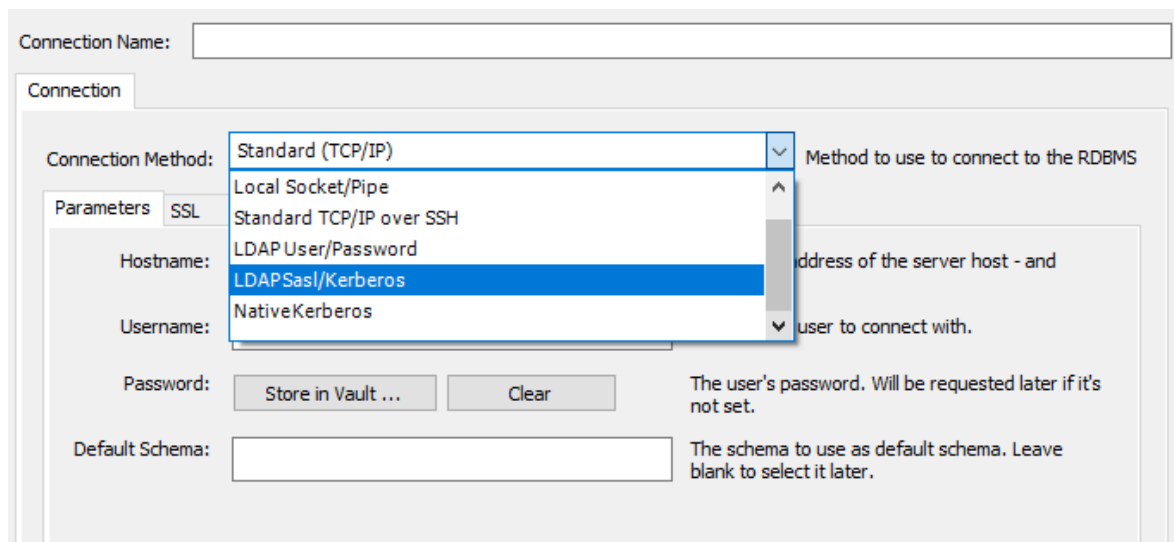 Connection Name:
Connection
Connection Method: Standard (TCP/IP) Method to use to connect to the RDBMS
Local Socket/Pipe
Parameters SSL
Standard TCP/IP over SSH
LDAP User/Password
Hostname: address of the server host - and
LDAPSasl/Kerberos
NativeKerberos
Username: user to connect with.
Password: Store in Vault ... Clear The user's password. Will be requested later if it's
not set.
Default Schema: The schema to use as default schema. Leave
blank to select it later.